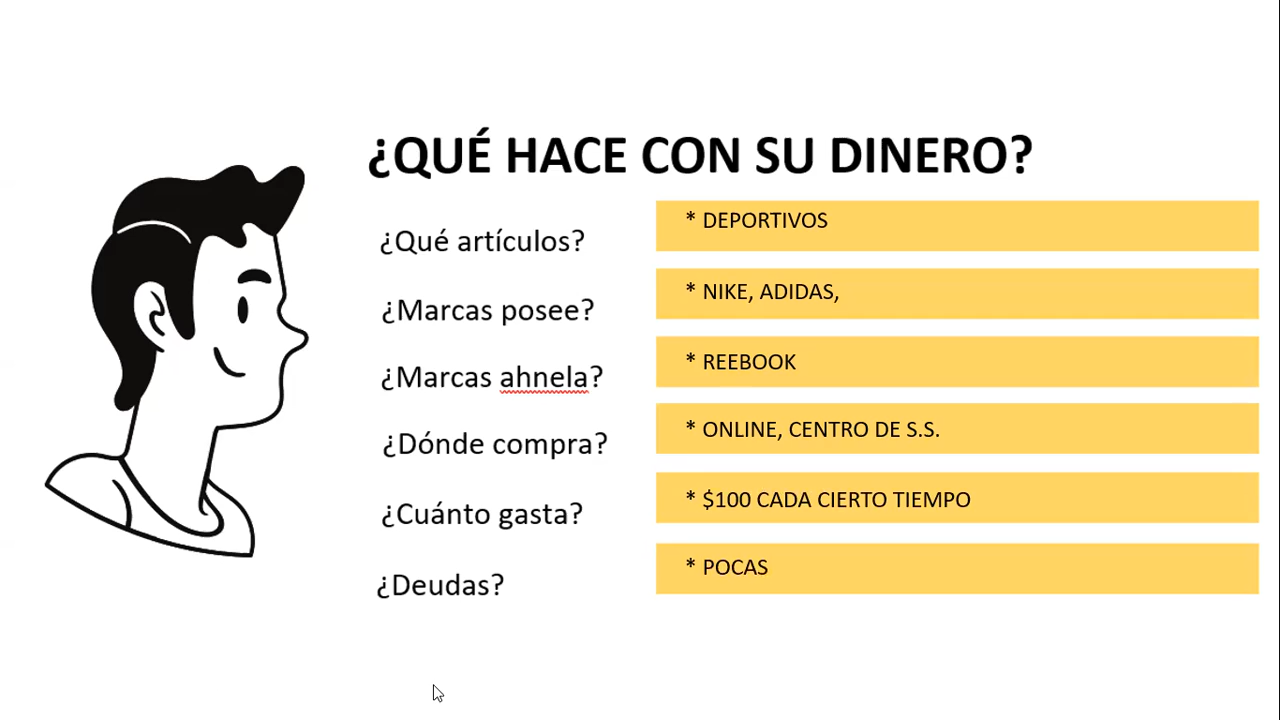 ¿QUÉ HACE CON SU DINERO?
¿Qué artículos?
* DEPORTIVOS
¿Marcas posee?
* NIKE, ADIDAS,
¿Marcas ahnela?
* REEBOOK
¿Dónde compra?
* ONLINE, CENTRO DE S.S.
¿Cuánto gasta?
* $100 CADA CIERTO TIEMPO
¿Deudas?
* POCAS